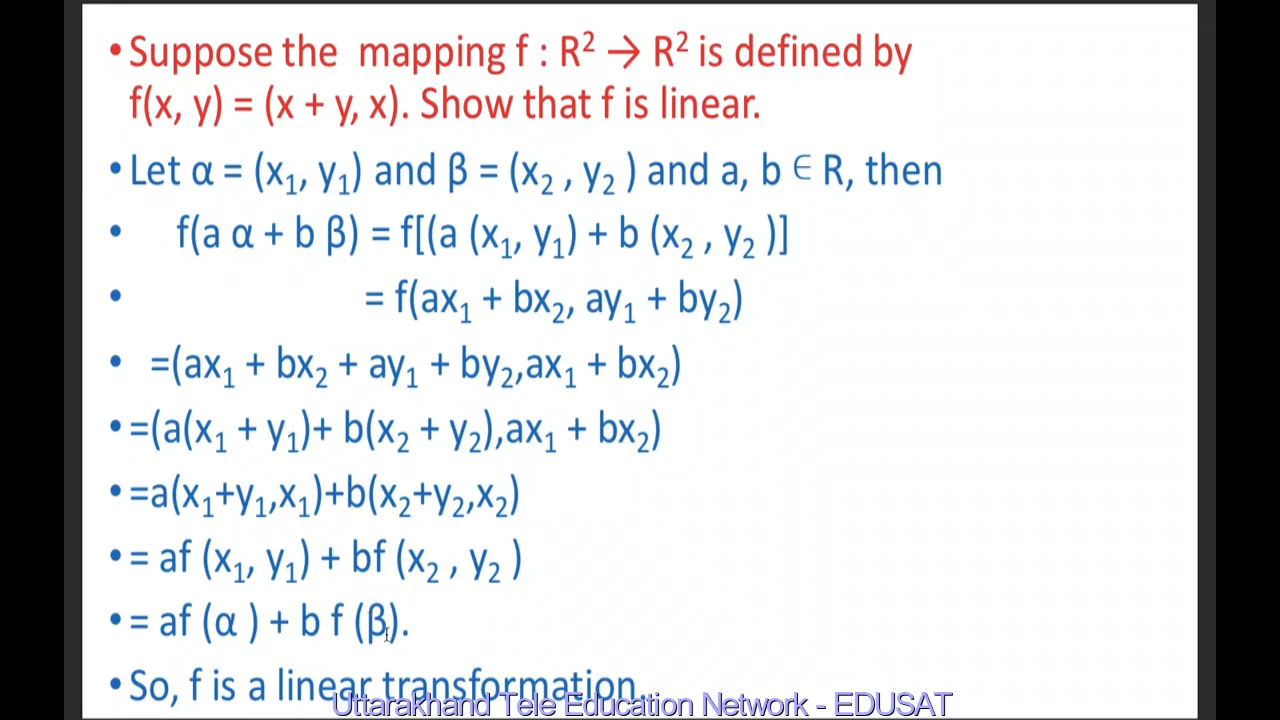 •Suppose the mapping f : R² → R² is defined by
f(x, y) = (x + y, x). Show that f is linear.
•Let α = (x₁, y₁) and β = (x₂ , y₂ ) and a, b ∈ R, then
• f(a α + b β) = f[(a (x₁, y₁) + b (x₂ , y₂ )]
• = f(ax₁ + bx₂, ay₁ + by₂)
• =(ax₁ + bx₂ + ay₁ + by₂,ax₁ + bx₂)
•=(a(x₁ + y₁)+ b(x₂ + y₂),ax₁ + bx₂)
•=a(x₁+y₁,x₁)+b(x₂+y₂,x₂)
•= af (x₁, y₁) + bf (x₂ , y₂ )
•= af (α ) + b f (β).
•So, f is a linear transformation.
Uttarakhand Tele Education Network - EDUSAT